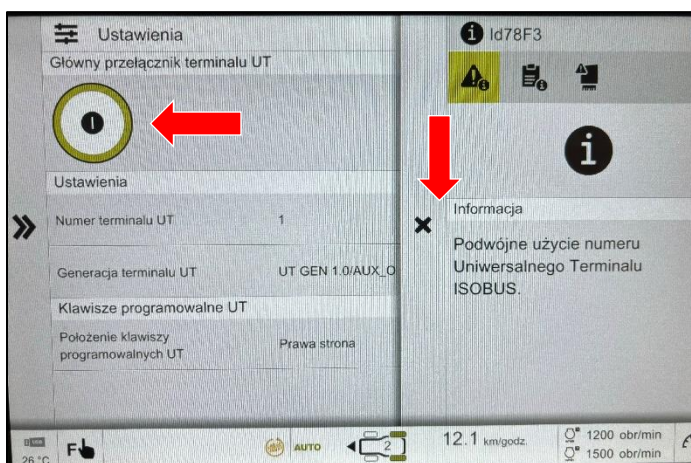 Ustawienia
Główny przełącznik terminalu UT
Ustawienia
Numer terminalu UT 1
Generacja terminalu UT UT GEN 1.0/AUX_O
Klawisze programowalne UT
Położenie klawiszy
programowalnych UT
Prawa strona
Id78F3
Informacja
Podwójne użycie numeru
Uniwersalnego Terminalu
ISOBUS.
26 °C
F
AUTO
2
12.1 km/godz.
1200 obr/min
1500 obr/min